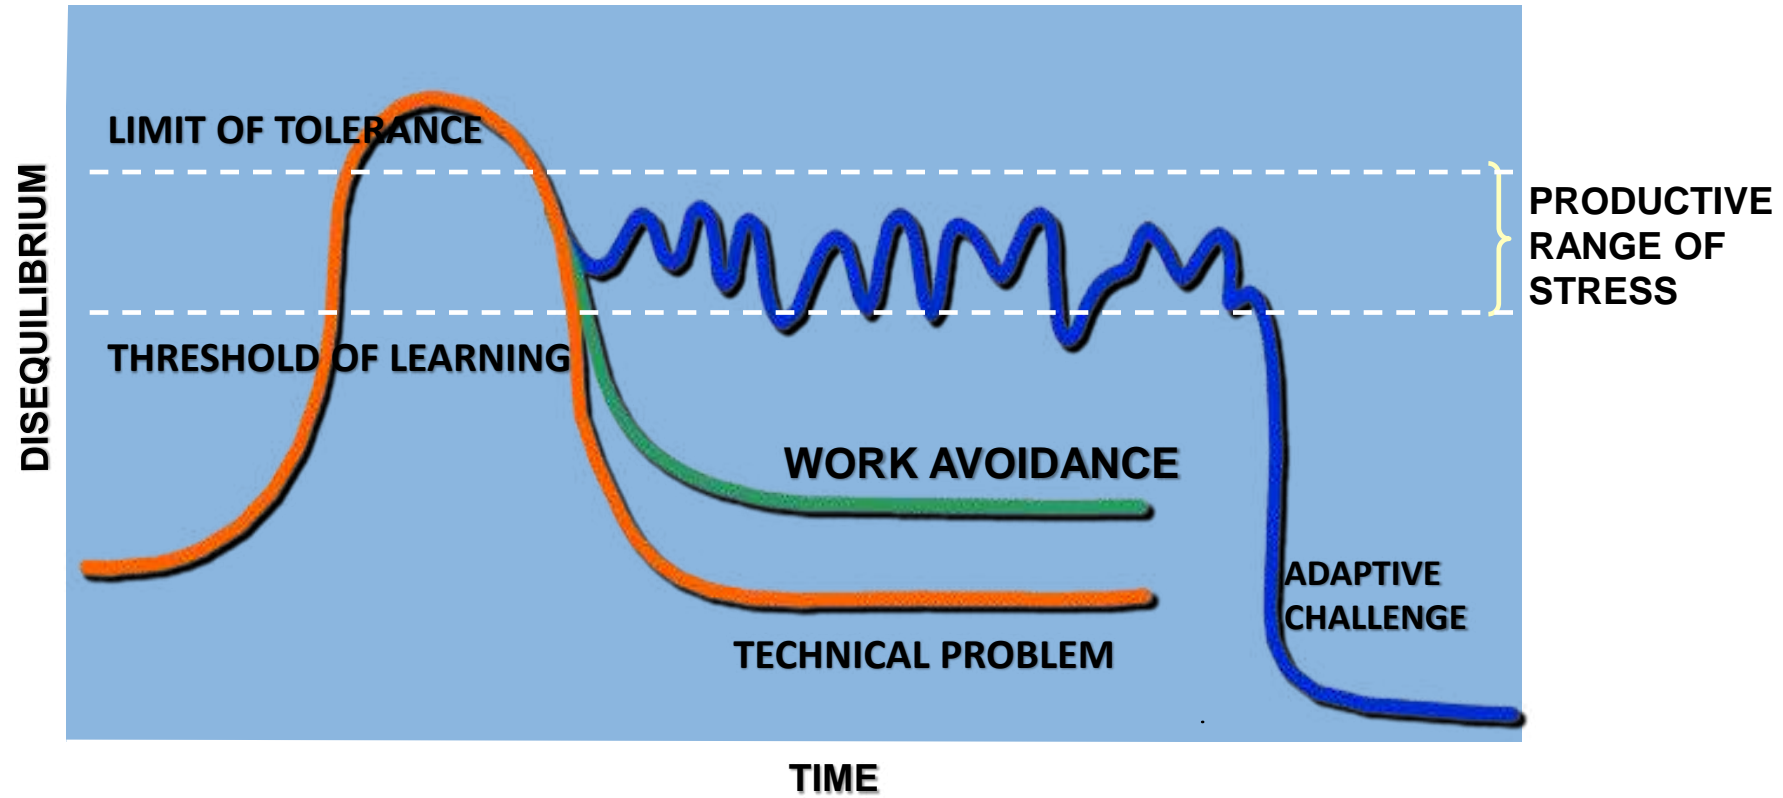 LIMIT OF TOLERANCE
PRODUCTIVE
RANGE OF
STRESS
DISEQUILIBRIUM
THRESHOLD OF LEARNING
WORK AVOIDANCE
ADAPTIVE
CHALLENGE
TECHNICAL PROBLEM
.
TIME